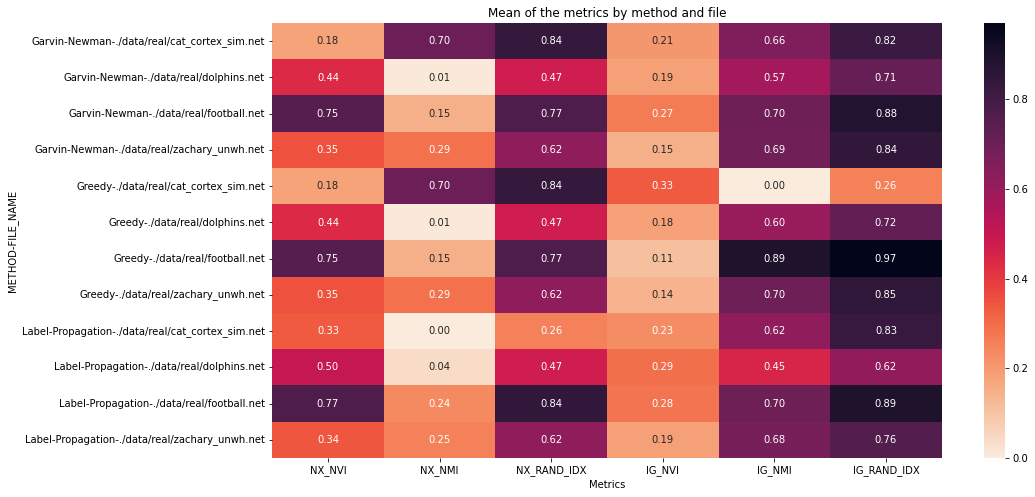 Mean of the metrics by method and file
METHOD-FILE_NAME
Garvin-Newman-./data/real/cat_cortex_sim.net 0.18 0.70 0.84 0.21 0.66 0.82
Garvin-Newman-./data/real/dolphins.net 0.44 0.01 0.47 0.19 0.57 0.71
Garvin-Newman-./data/real/football.net 0.75 0.15 0.77 0.27 0.70 0.88
Garvin-Newman-./data/real/zachary_unwh.net 0.35 0.29 0.62 0.15 0.69 0.84
Greedy-./data/real/cat_cortex_sim.net 0.18 0.70 0.84 0.33 0.00 0.26
Greedy-./data/real/dolphins.net 0.44 0.01 0.47 0.18 0.60 0.72
Greedy-./data/real/football.net 0.75 0.15 0.77 0.11 0.89 0.97
Greedy-./data/real/zachary_unwh.net 0.35 0.29 0.62 0.14 0.70 0.85
Label-Propagation-./data/real/cat_cortex_sim.net 0.33 0.00 0.26 0.23 0.62 0.83
Label-Propagation-./data/real/dolphins.net 0.50 0.04 0.47 0.29 0.45 0.62
Label-Propagation-./data/real/football.net 0.77 0.24 0.84 0.28 0.70 0.89
Label-Propagation-./data/real/zachary_unwh.net 0.34 0.25 0.62 0.19 0.68 0.76
NX_NVI NX_NMI NX_RAND_IDX IG_NVI IG_NMI IG_RAND_IDX
Metrics
0.8
0.6
0.4
0.2
0.0